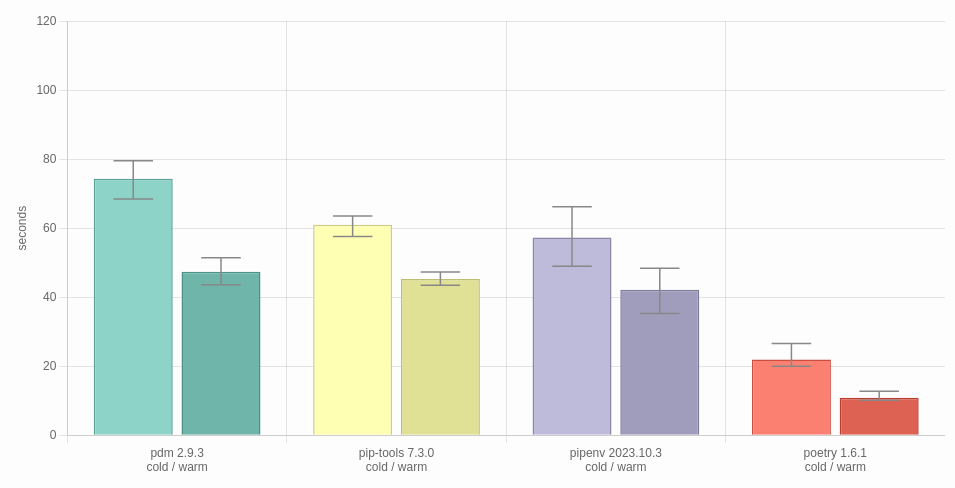 120
100
80
60
40
20
0
seconds
pdm 2.9.3
cold / warm
pip-tools 7.3.0
cold / warm
pipenv 2023.10.3
cold / warm
poetry 1.6.1
cold / warm